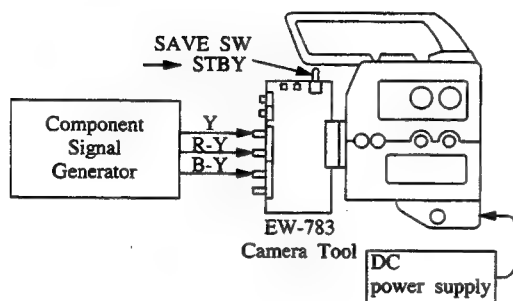 SAVE SW
STBY
Component
Signal
Generator
Y
R-Y
B-Y
EW-783
Camera Tool
DC
power supply